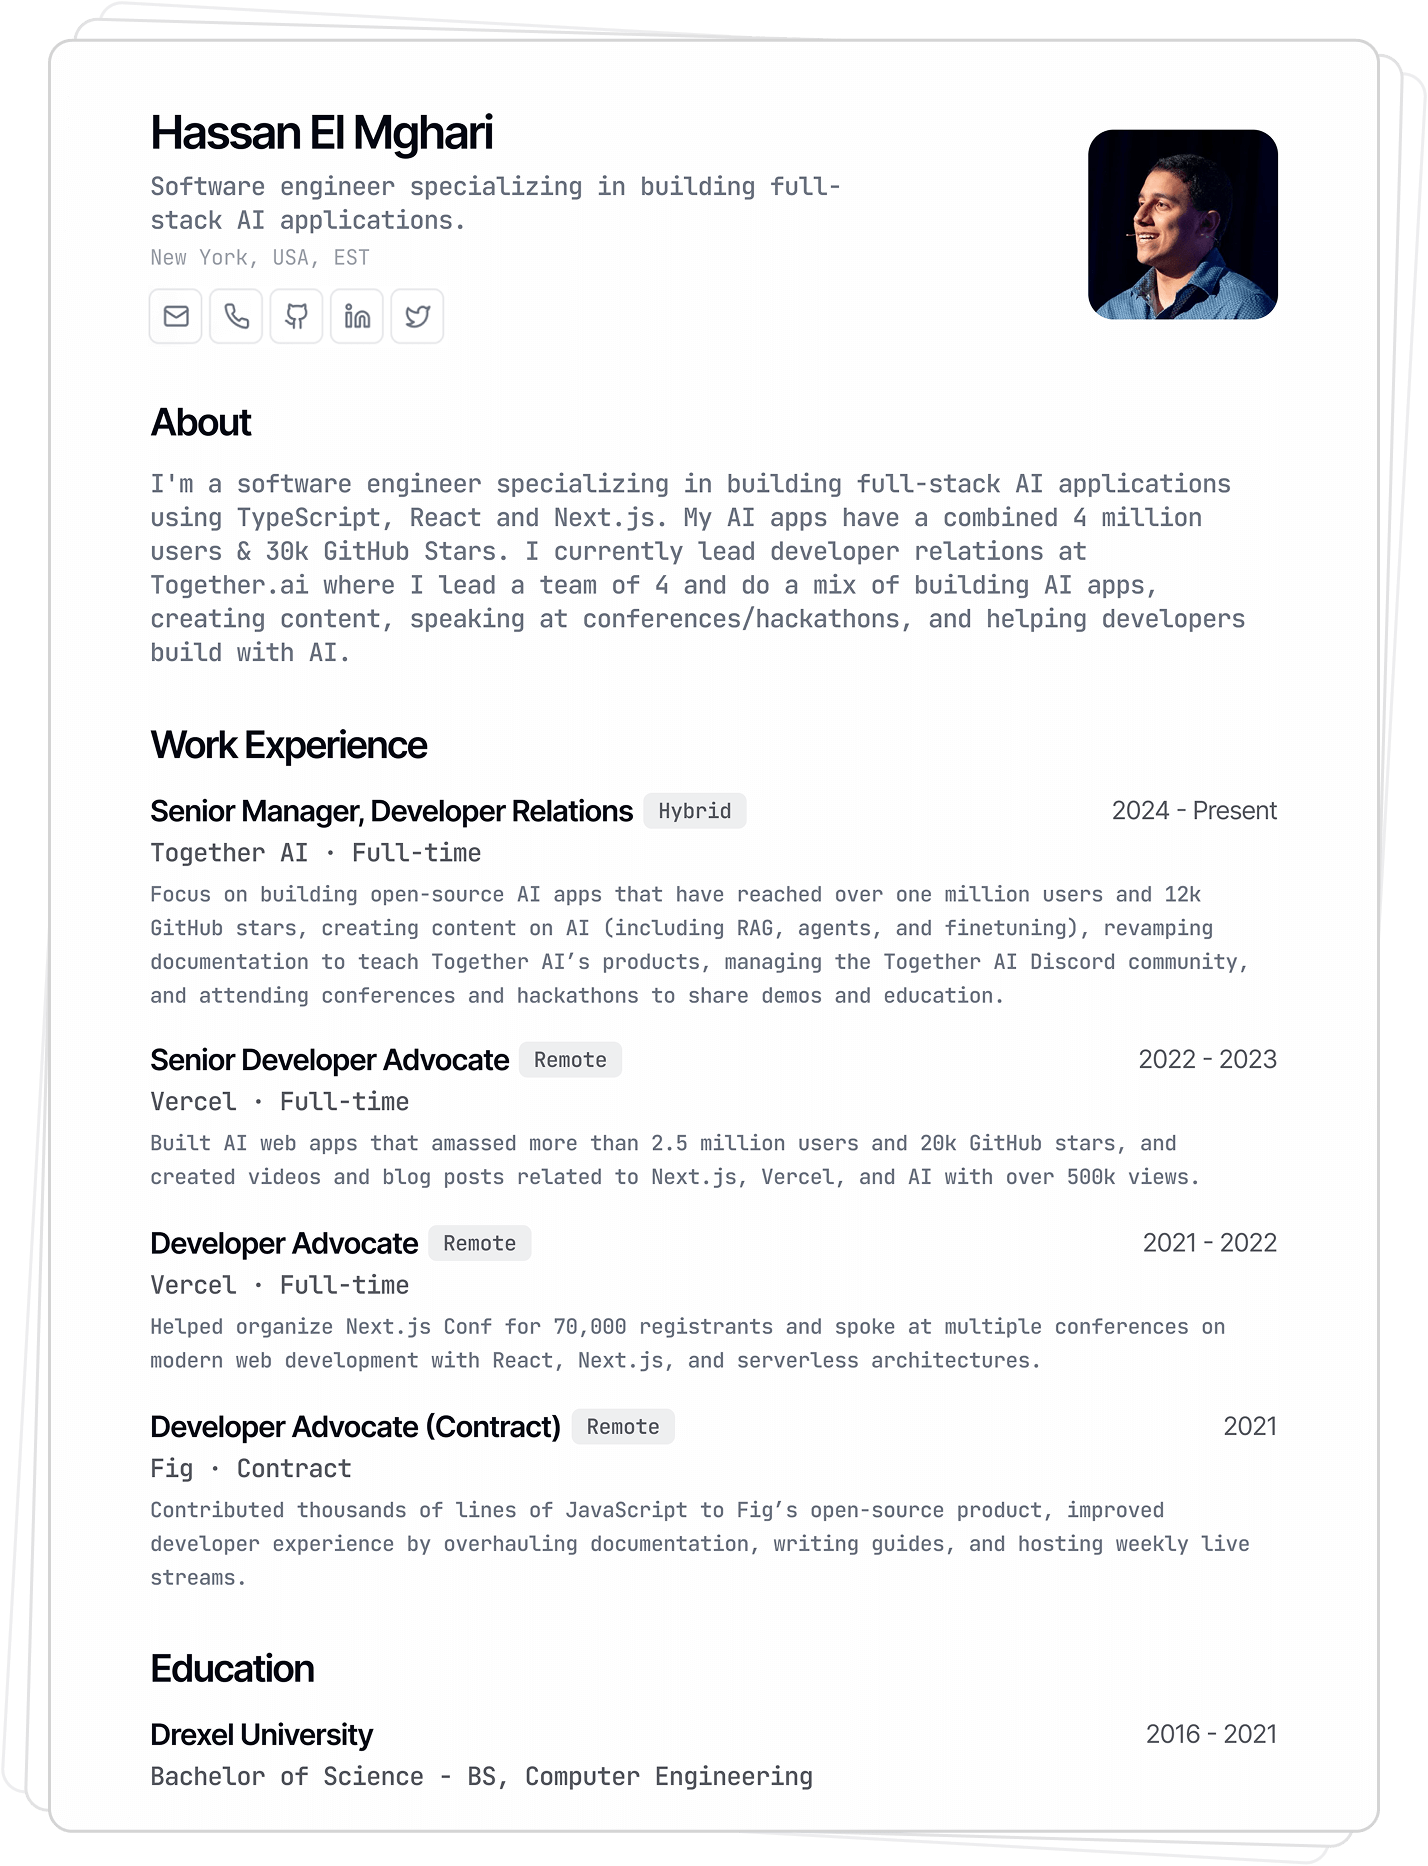 Hassan El Mghari
Software engineer specializing in building full-
stack AI applications.
New York, USA, EST
About
I'm a software engineer specializing in building full-stack AI applications
using TypeScript, React and Next.js. My AI apps have a combined 4 million
users & 30k GitHub Stars. I currently lead developer relations at
Together.ai where I lead a team of 4 and do a mix of building AI apps,
creating content, speaking at conferences/hackathons, and helping developers
build with AI.
Work Experience
Senior Manager, Developer Relations Hybrid 2024 - Present
Together AI · Full-time
Focus on building open-source AI apps that have reached over one million users and 12k
GitHub stars, creating content on AI (including RAG, agents, and finetuning), revamping
documentation to teach Together AI’s products, managing the Together AI Discord community,
and attending conferences and hackathons to share demos and education.
Senior Developer Advocate Remote 2022 - 2023
Vercel · Full-time
Built AI web apps that amassed more than 2.5 million users and 20k GitHub stars, and
created videos and blog posts related to Next.js, Vercel, and AI with over 500k views.
Developer Advocate Remote 2021 - 2022
Vercel · Full-time
Helped organize Next.js Conf for 70,000 registrants and spoke at multiple conferences on
modern web development with React, Next.js, and serverless architectures.
Developer Advocate (Contract) Remote 2021
Fig · Contract
Contributed thousands of lines of JavaScript to Fig’s open-source product, improved
developer experience by overhauling documentation, writing guides, and hosting weekly live
streams.
Education
Drexel University 2016 - 2021
Bachelor of Science - BS, Computer Engineering